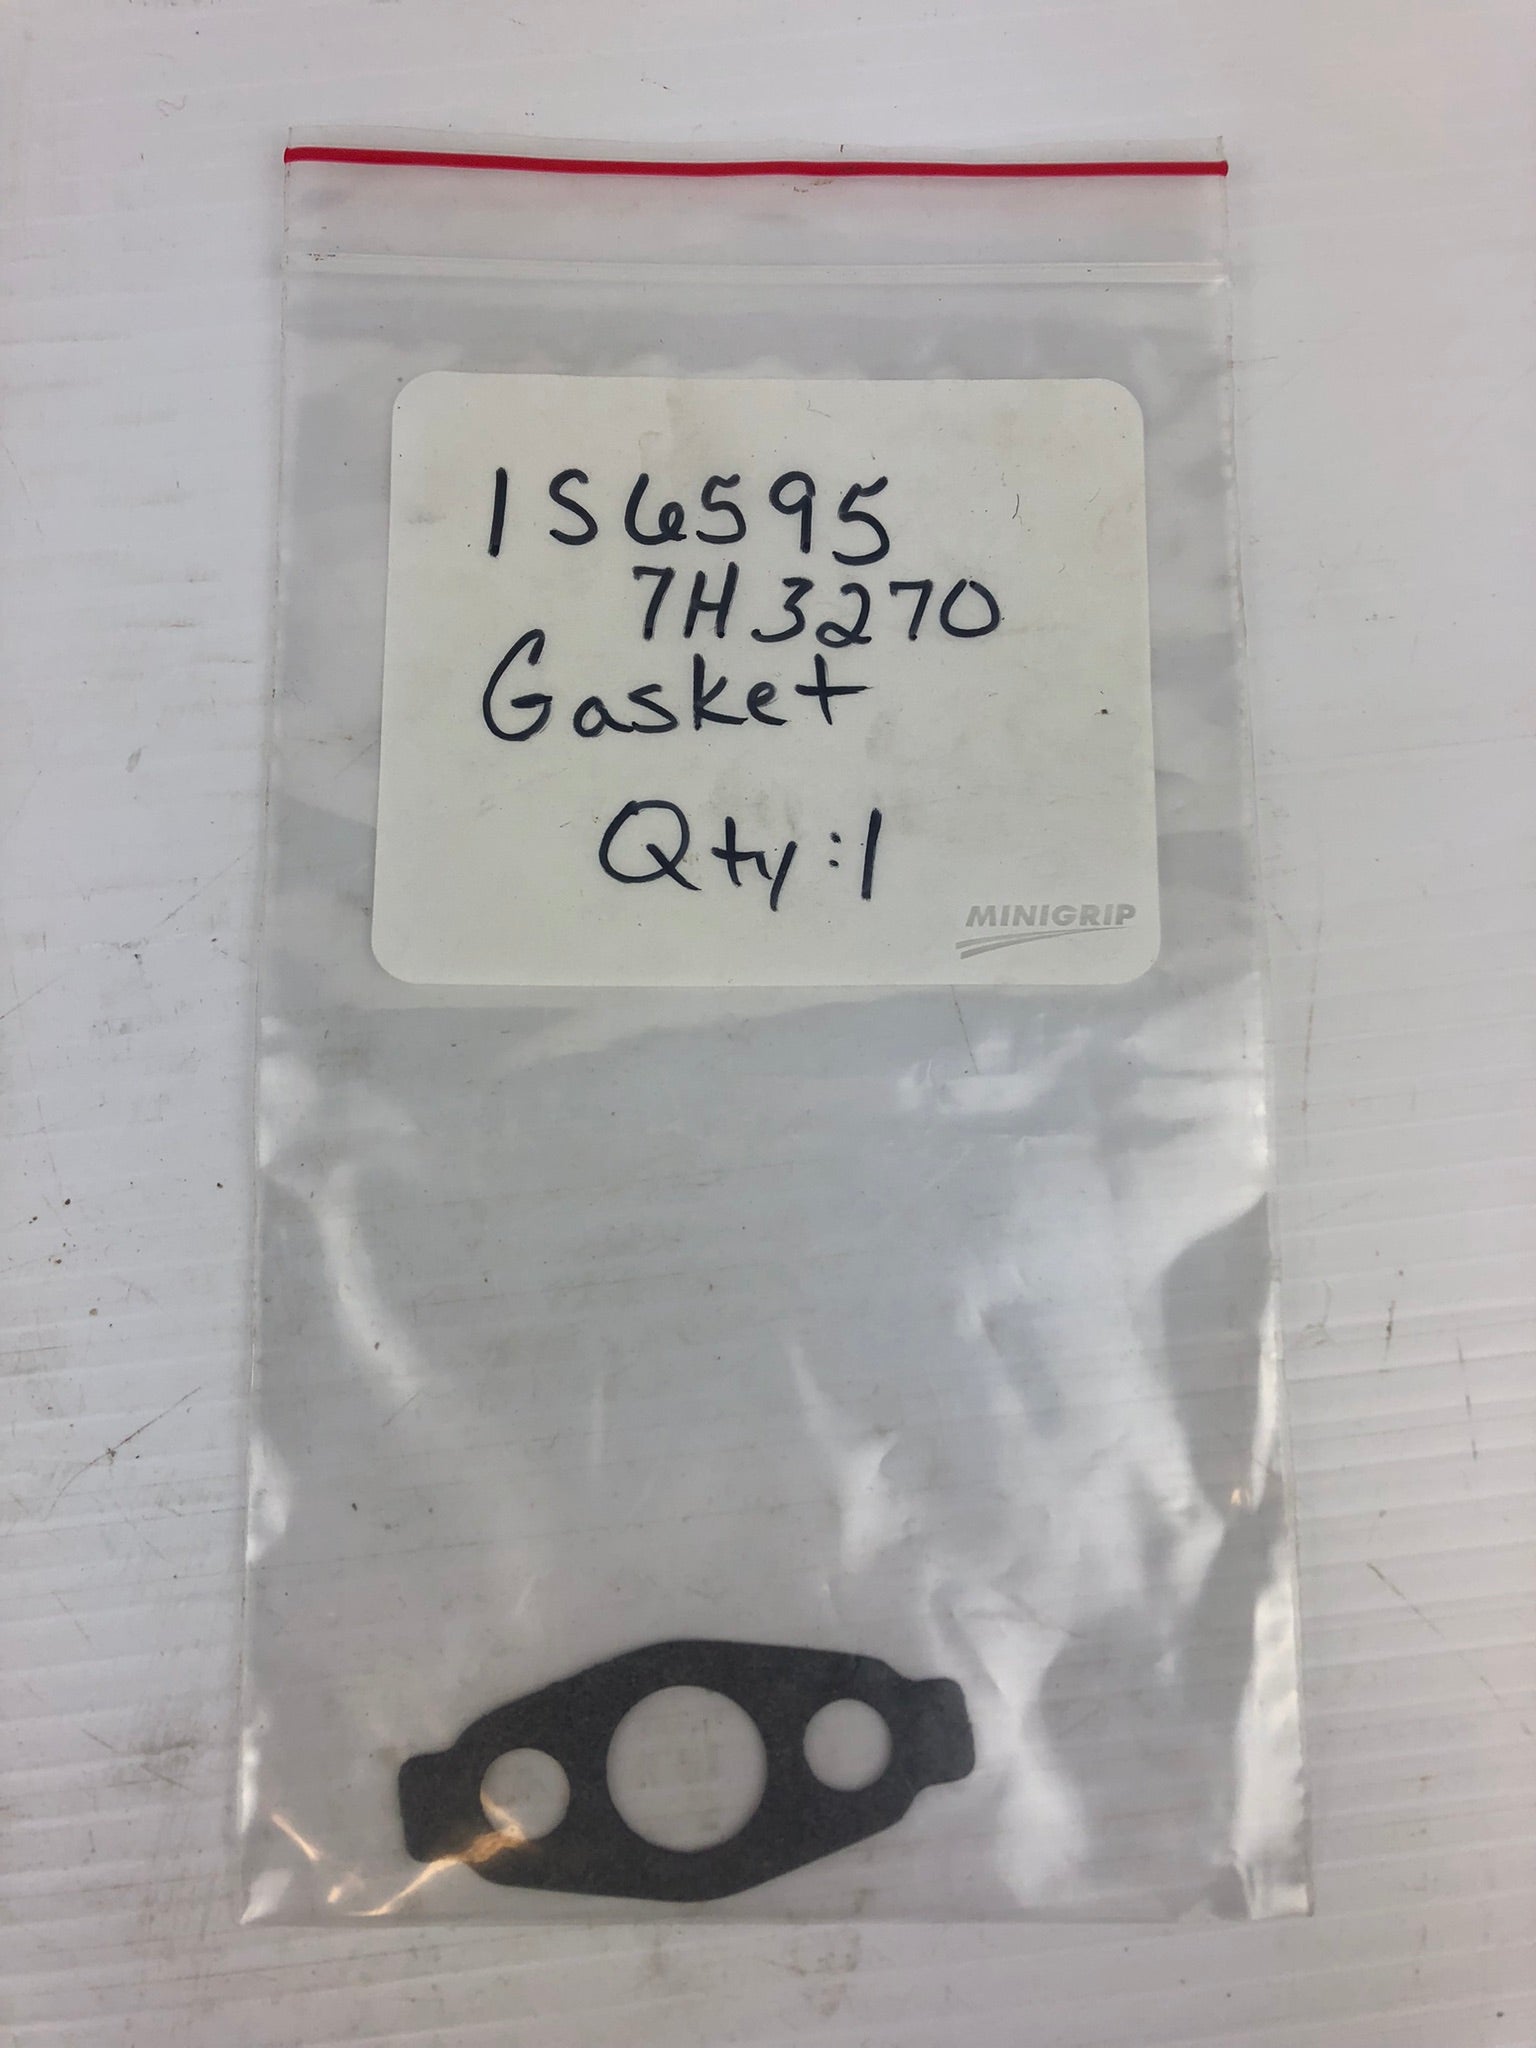 1S6595
7H3270
Gasket
Qty:1
MINIGRIP